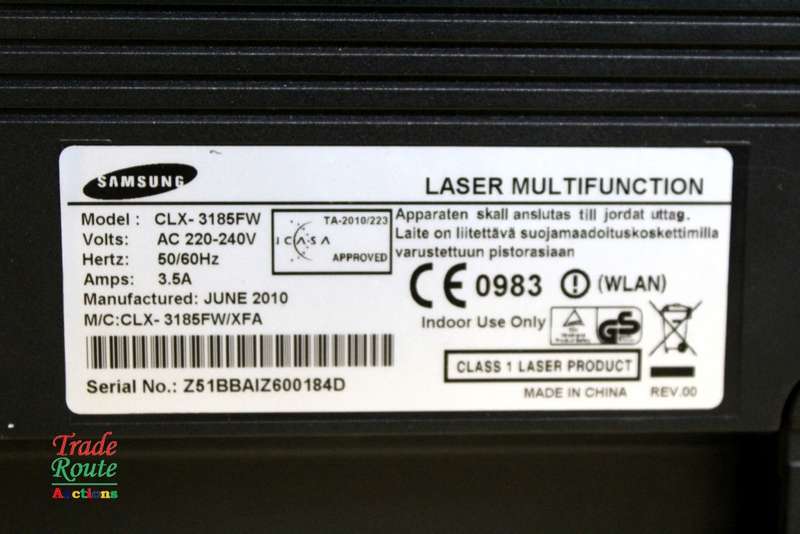 SAMSUNG
LASER MULTIFUNCTION
Model : CLX- 3185FW
Volts: AC 220-240V
Hertz: 50/60Hz
Amps: 3.5A
Manufactured: JUNE 2010
M/C:CLX- 3185FW/XFA
Serial No.: Z51BBAIZ600184D
TA-2010/223
ICASA
APPROVED
Apparaten skall anslutas till jordat uttag.
Laite on liitettävä suojamaadoituskoskettimilla
varustettuun pistorasiaan
CE 0983 (WLAN)
Indoor Use Only
GS
CLASS 1 LASER PRODUCT
MADE IN CHINA REV.00
Trade
Route
Auctions